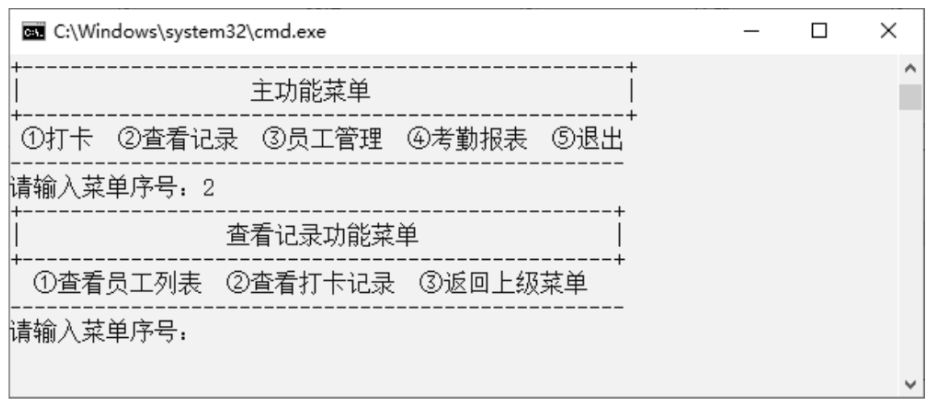 C:\Windows\system32\cmd.exe
+--------------------------------------------------+
| 主功能菜单 |
+--------------------------------------------------+
①打卡 ②查看记录 ③员工管理 ④考勤报表 ⑤退出
---------------------------------------------------
请输入菜单序号：2
+-------------------------------------------------+
| 查看记录功能菜单 |
+-------------------------------------------------+
①查看员工列表 ②查看打卡记录 ③返回上级菜单
---------------------------------------------------
请输入菜单序号：